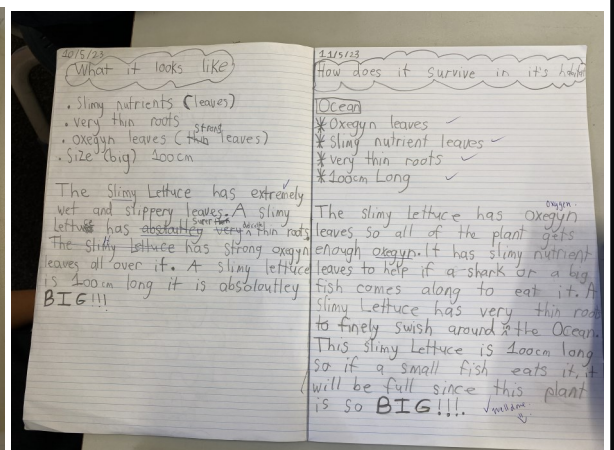 10/5/23
What it looks like
• Slimy nutrients (leaves)
• very thin roots
• oxegyn leaves (thin strong leaves)
• Size (big) 100cm
The Slimy Lettuce has extremely
wet and slippery leaves. A slimy
has absloutley very thin roots
The slimy lettuce has strong oxegyn
leaves all over it. A slimy lettuce
is 100cm long it is absoloutley
BIG!!!
11/5/23
How does it survive in it's
Ocean
* Oxegyn leaves ✓
* Slimy nutrient leaves ✓
* very thin roots ✓
* 100cm Long ✓
oxygen.
The slimy Lettuce has oxegyn
leaves so all of the plant gets
enough oxegyn. It has slimy nutrient
leaves to help if a shark or a big
fish comes along to eat it. A
slimy Lettuce has very thin
to finely swish around the Ocean.
This slimy Lettuce is 100cm long
so if a small fish eats it, it
will be full since this plant
is so BIG!!!. ✓ well done